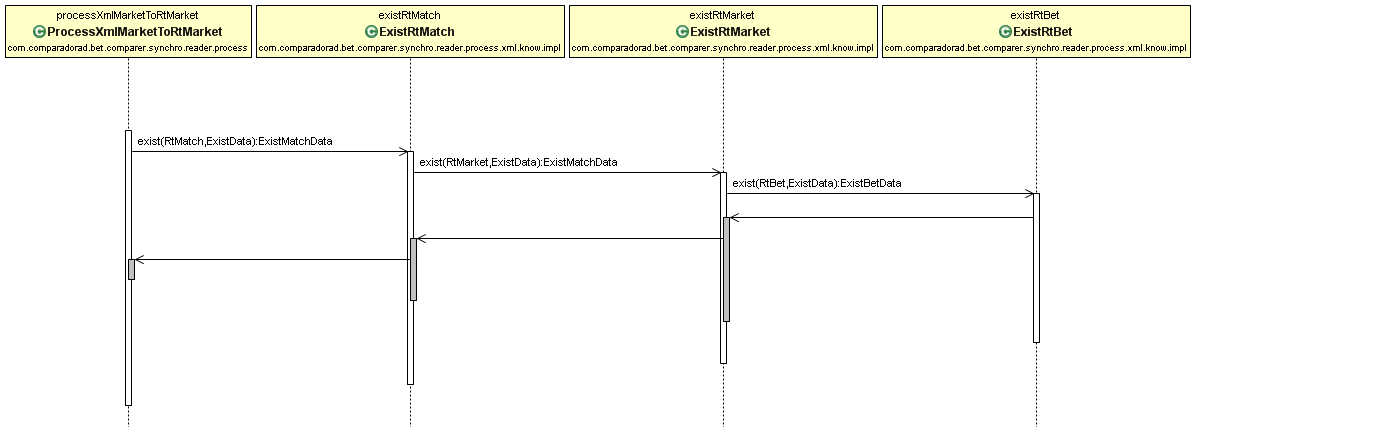 processXmlMarketToRtMarket
C ProcessXmlMarketToRtMarket
com.comparadorad.bet.comparer.synchro.reader.process
existRtMatch
C ExistRtMatch
com.comparadorad.bet.comparer.synchro.reader.process.xml.know.impl
existRtMarket
C ExistRtMarket
com.comparadorad.bet.comparer.synchro.reader.process.xml.know.impl
existRtBet
C ExistRtBet
com.comparadorad.bet.comparer.synchro.reader.process.xml.know.impl
exist(RtMatch,ExistData):ExistMatchData
exist(RtMarket,ExistData):ExistMatchData
exist(RtBet,ExistData):ExistBetData